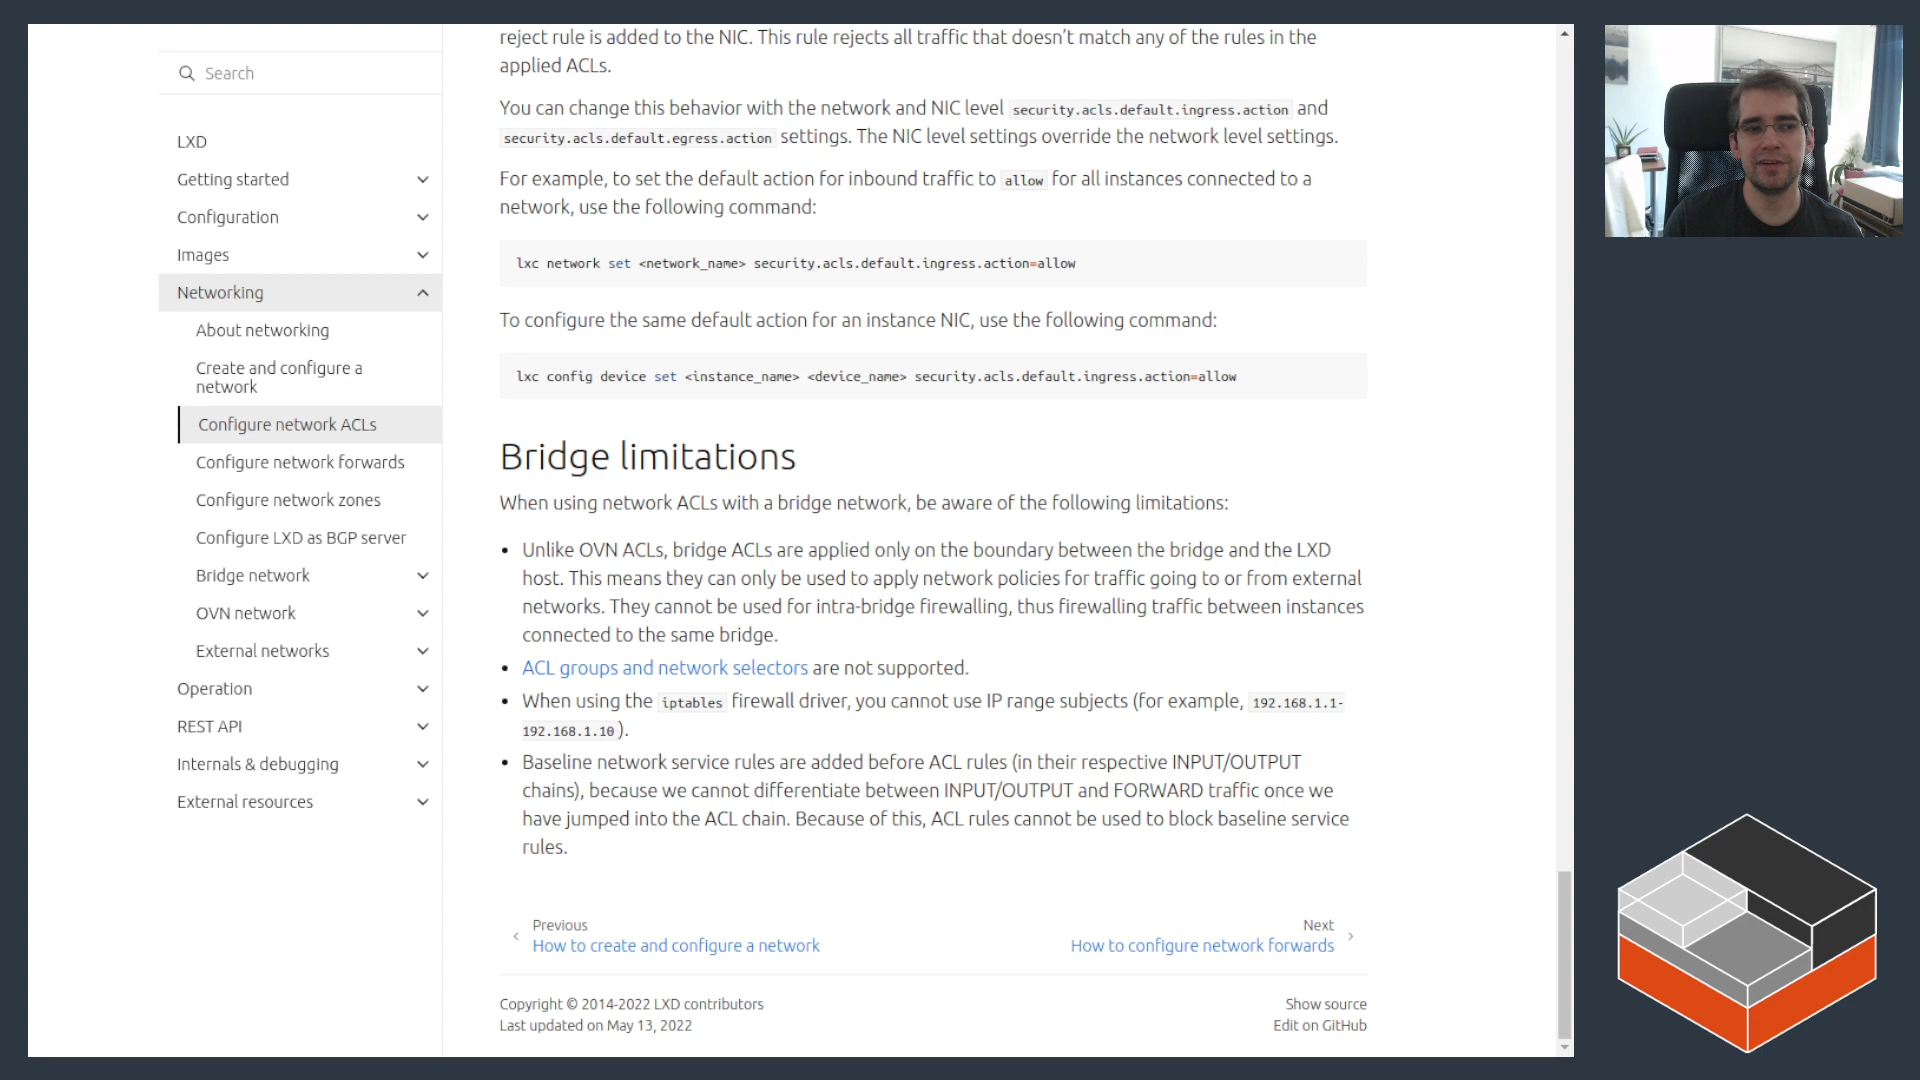 Search
LXD
Getting started
Configuration
Images
Networking
About networking
Create and configure a
network
Configure network ACLs
Configure network forwards
Configure network zones
Configure LXD as BGP server
Bridge network
OVN network
External networks
Operation
REST API
Internals & debugging
External resources
reject rule is added to the NIC. This rule rejects all traffic that doesn’t match any of the rules in the
applied ACLs.
You can change this behavior with the network and NIC level security.acls.default.ingress.action and
security.acls.default.egress.action settings. The NIC level settings override the network level settings.
For example, to set the default action for inbound traffic to allow for all instances connected to a
network, use the following command:
lxc network set <network_name> security.acls.default.ingress.action=allow
To configure the same default action for an instance NIC, use the following command:
lxc config device set <instance_name> <device_name> security.acls.default.ingress.action=allow
Bridge limitations
When using network ACLs with a bridge network, be aware of the following limitations:
• Unlike OVN ACLs, bridge ACLs are applied only on the boundary between the bridge and the LXD
host. This means they can only be used to apply network policies for traffic going to or from external
networks. They cannot be used for intra-bridge firewalling, thus firewalling traffic between instances
connected to the same bridge.
• ACL groups and network selectors are not supported.
• When using the iptables firewall driver, you cannot use IP range subjects (for example, 192.168.1.1-
192.168.1.10 ).
• Baseline network service rules are added before ACL rules (in their respective INPUT/OUTPUT
chains), because we cannot differentiate between INPUT/OUTPUT and FORWARD traffic once we
have jumped into the ACL chain. Because of this, ACL rules cannot be used to block baseline service
rules.
Previous
How to create and configure a network
Next
How to configure network forwards
Copyright © 2014-2022 LXD contributors
Last updated on May 13, 2022
Show source
Edit on GitHub